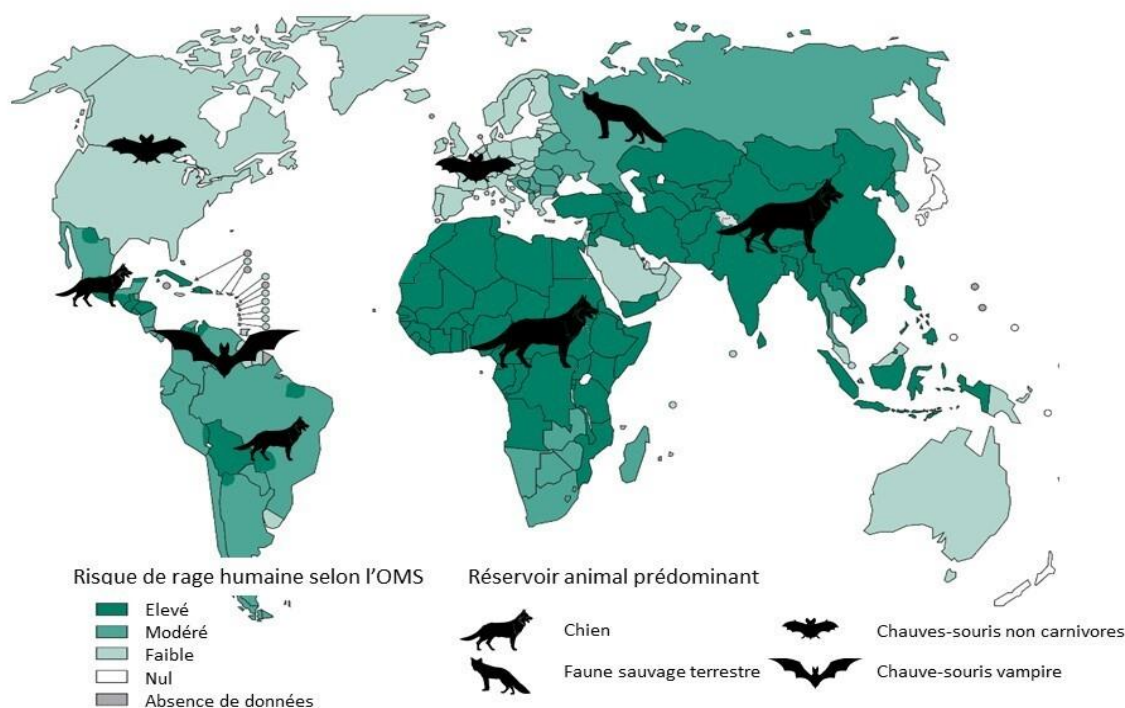 Risque de rage humaine selon l’OMS
Elevé
Modéré
Faible
Nul
Absence de données
Réservoir animal prédominant
Chien
Faune sauvage terrestre
Chauves-souris non carnivores
Chauve-souris vampire